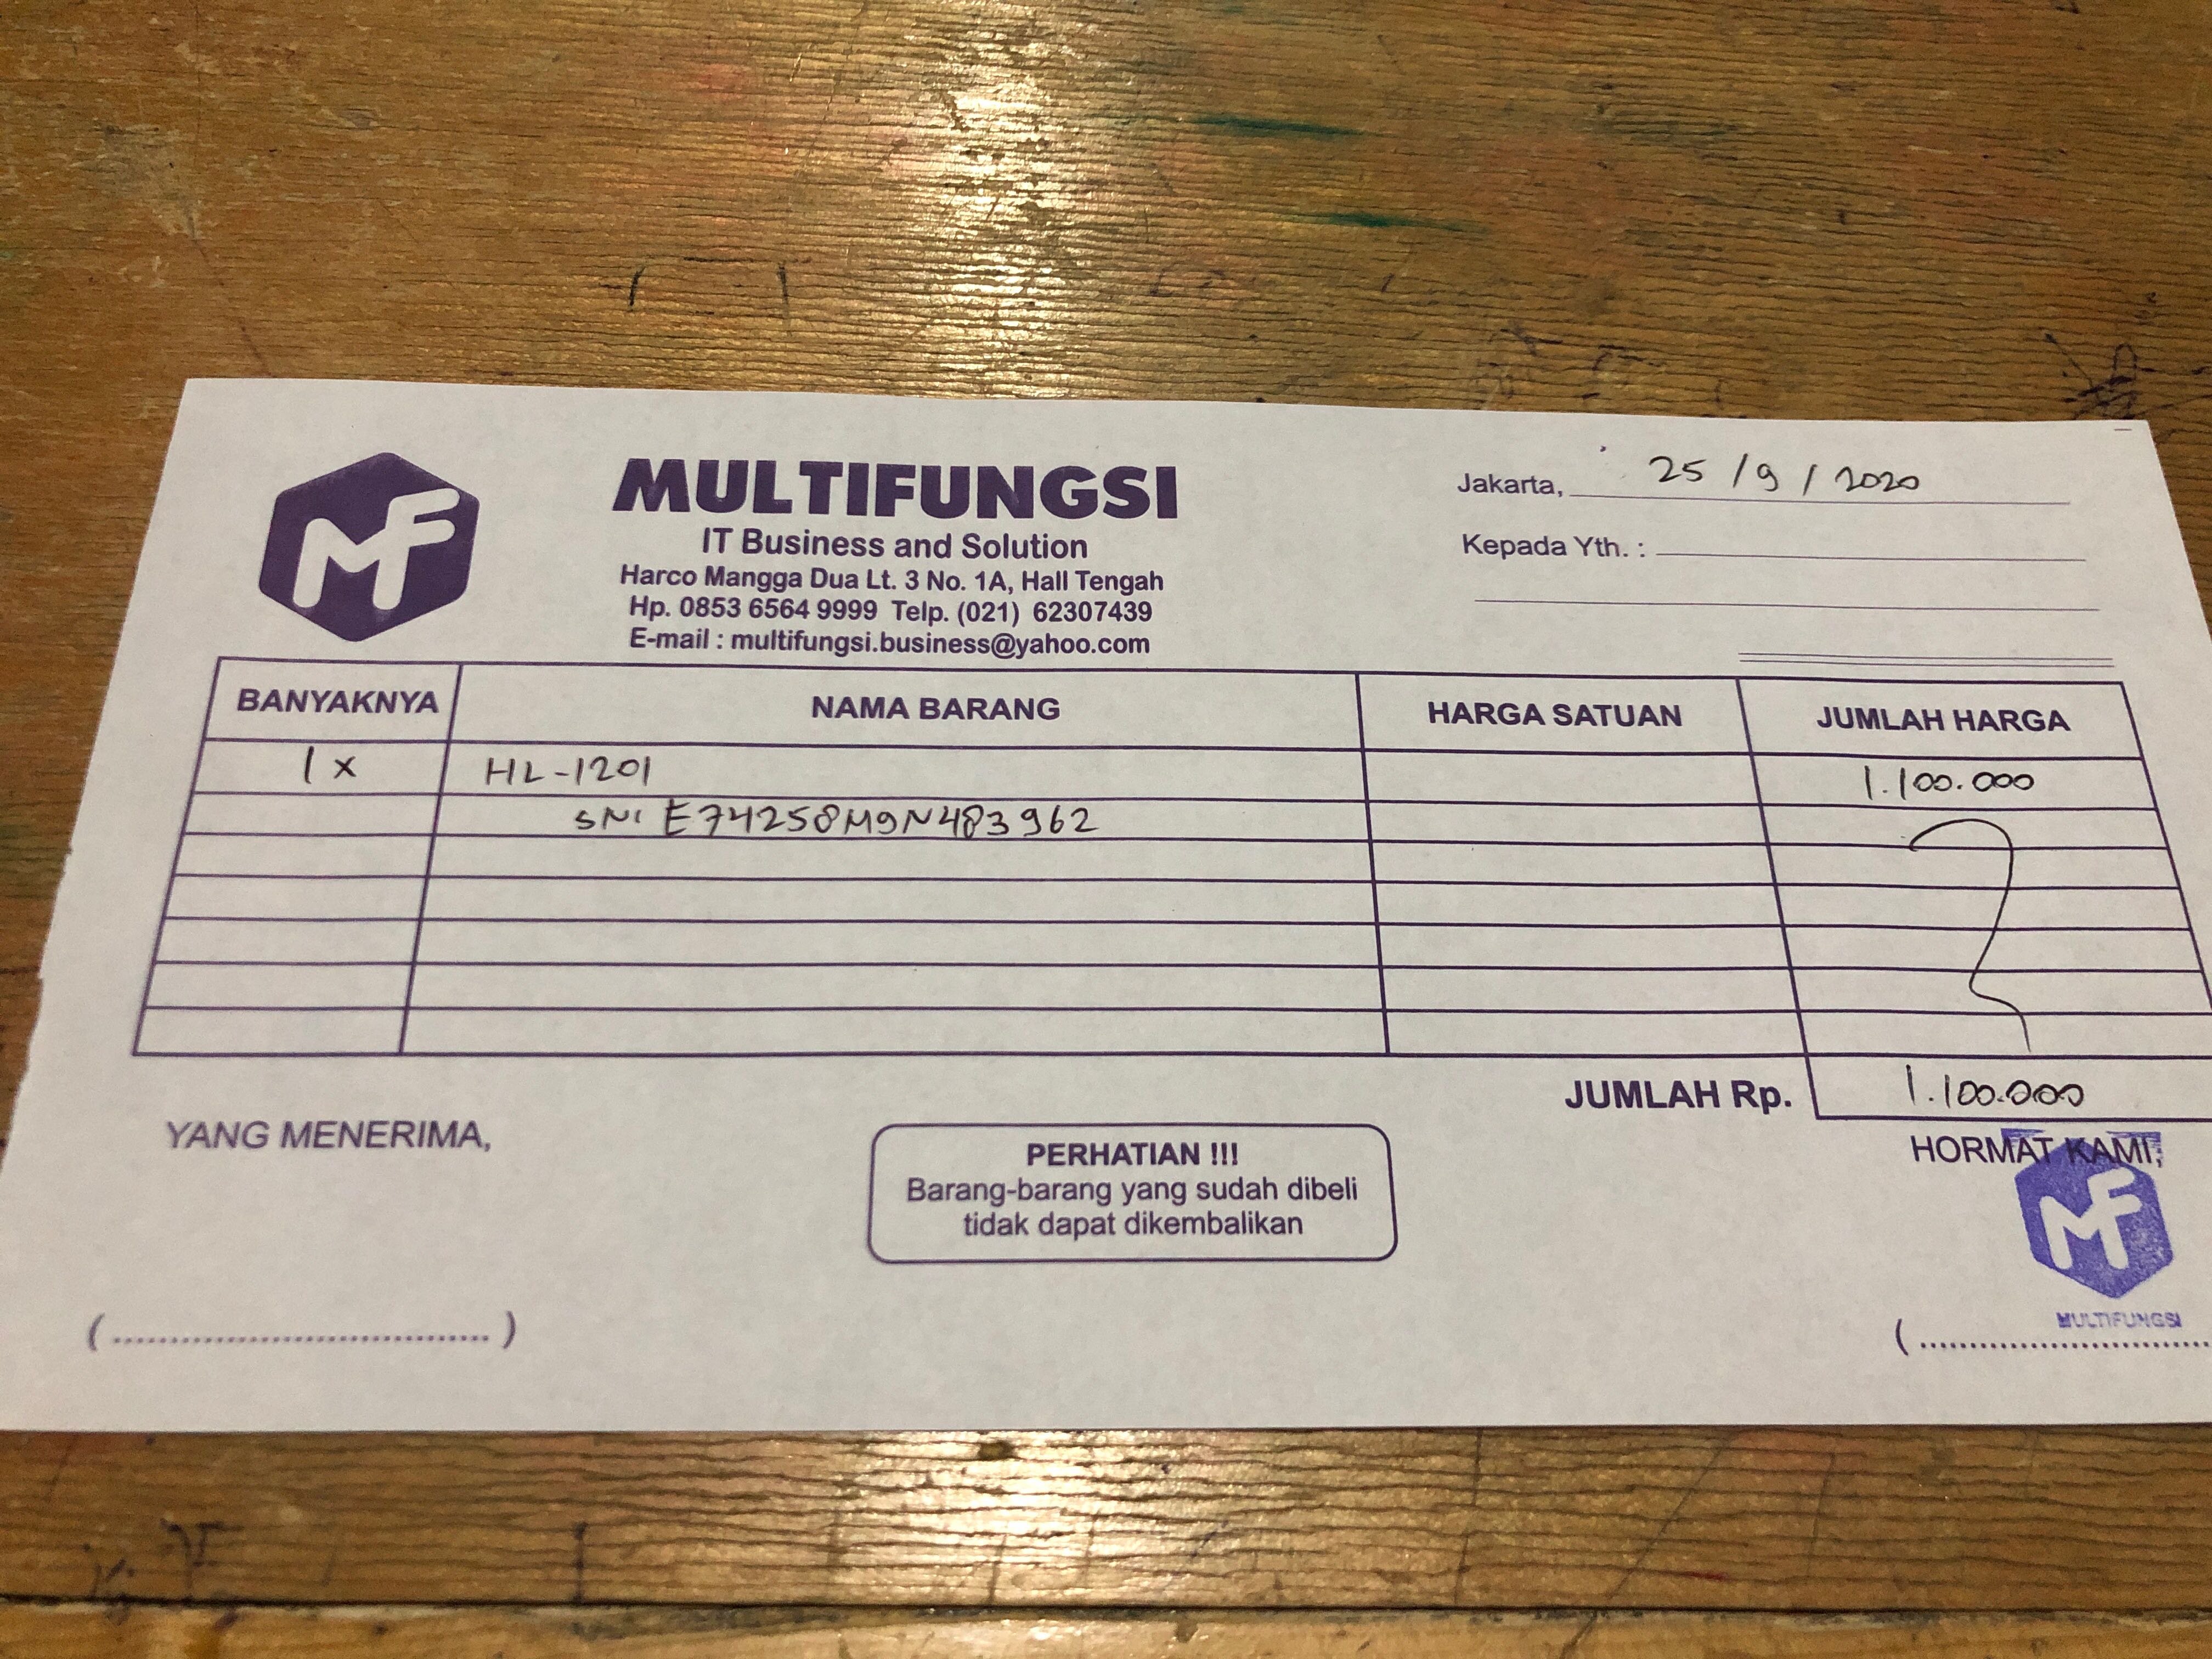 MF
MULTIFUNGSI
IT Business and Solution
Harco Mangga Dua Lt. 3 No. 1A, Hall Tengah
Hp. 0853 6564 9999 Telp. (021) 62307439
E-mail : multifungsi.business@yahoo.com
Jakarta, 25/9/2020
Kepada Yth. :
BANYAKNYA NAMA BARANG HARGA SATUAN JUMLAH HARGA
1 x HL-1201 1.100.000
SN: E74258M9N483962
JUMLAH Rp. 1.100.000
YANG MENERIMA,
PERHATIAN !!!
Barang-barang yang sudah dibeli
tidak dapat dikembalikan
HORMAT KAMI,
MF
MULTIFUNGSI
(................................)
(................................